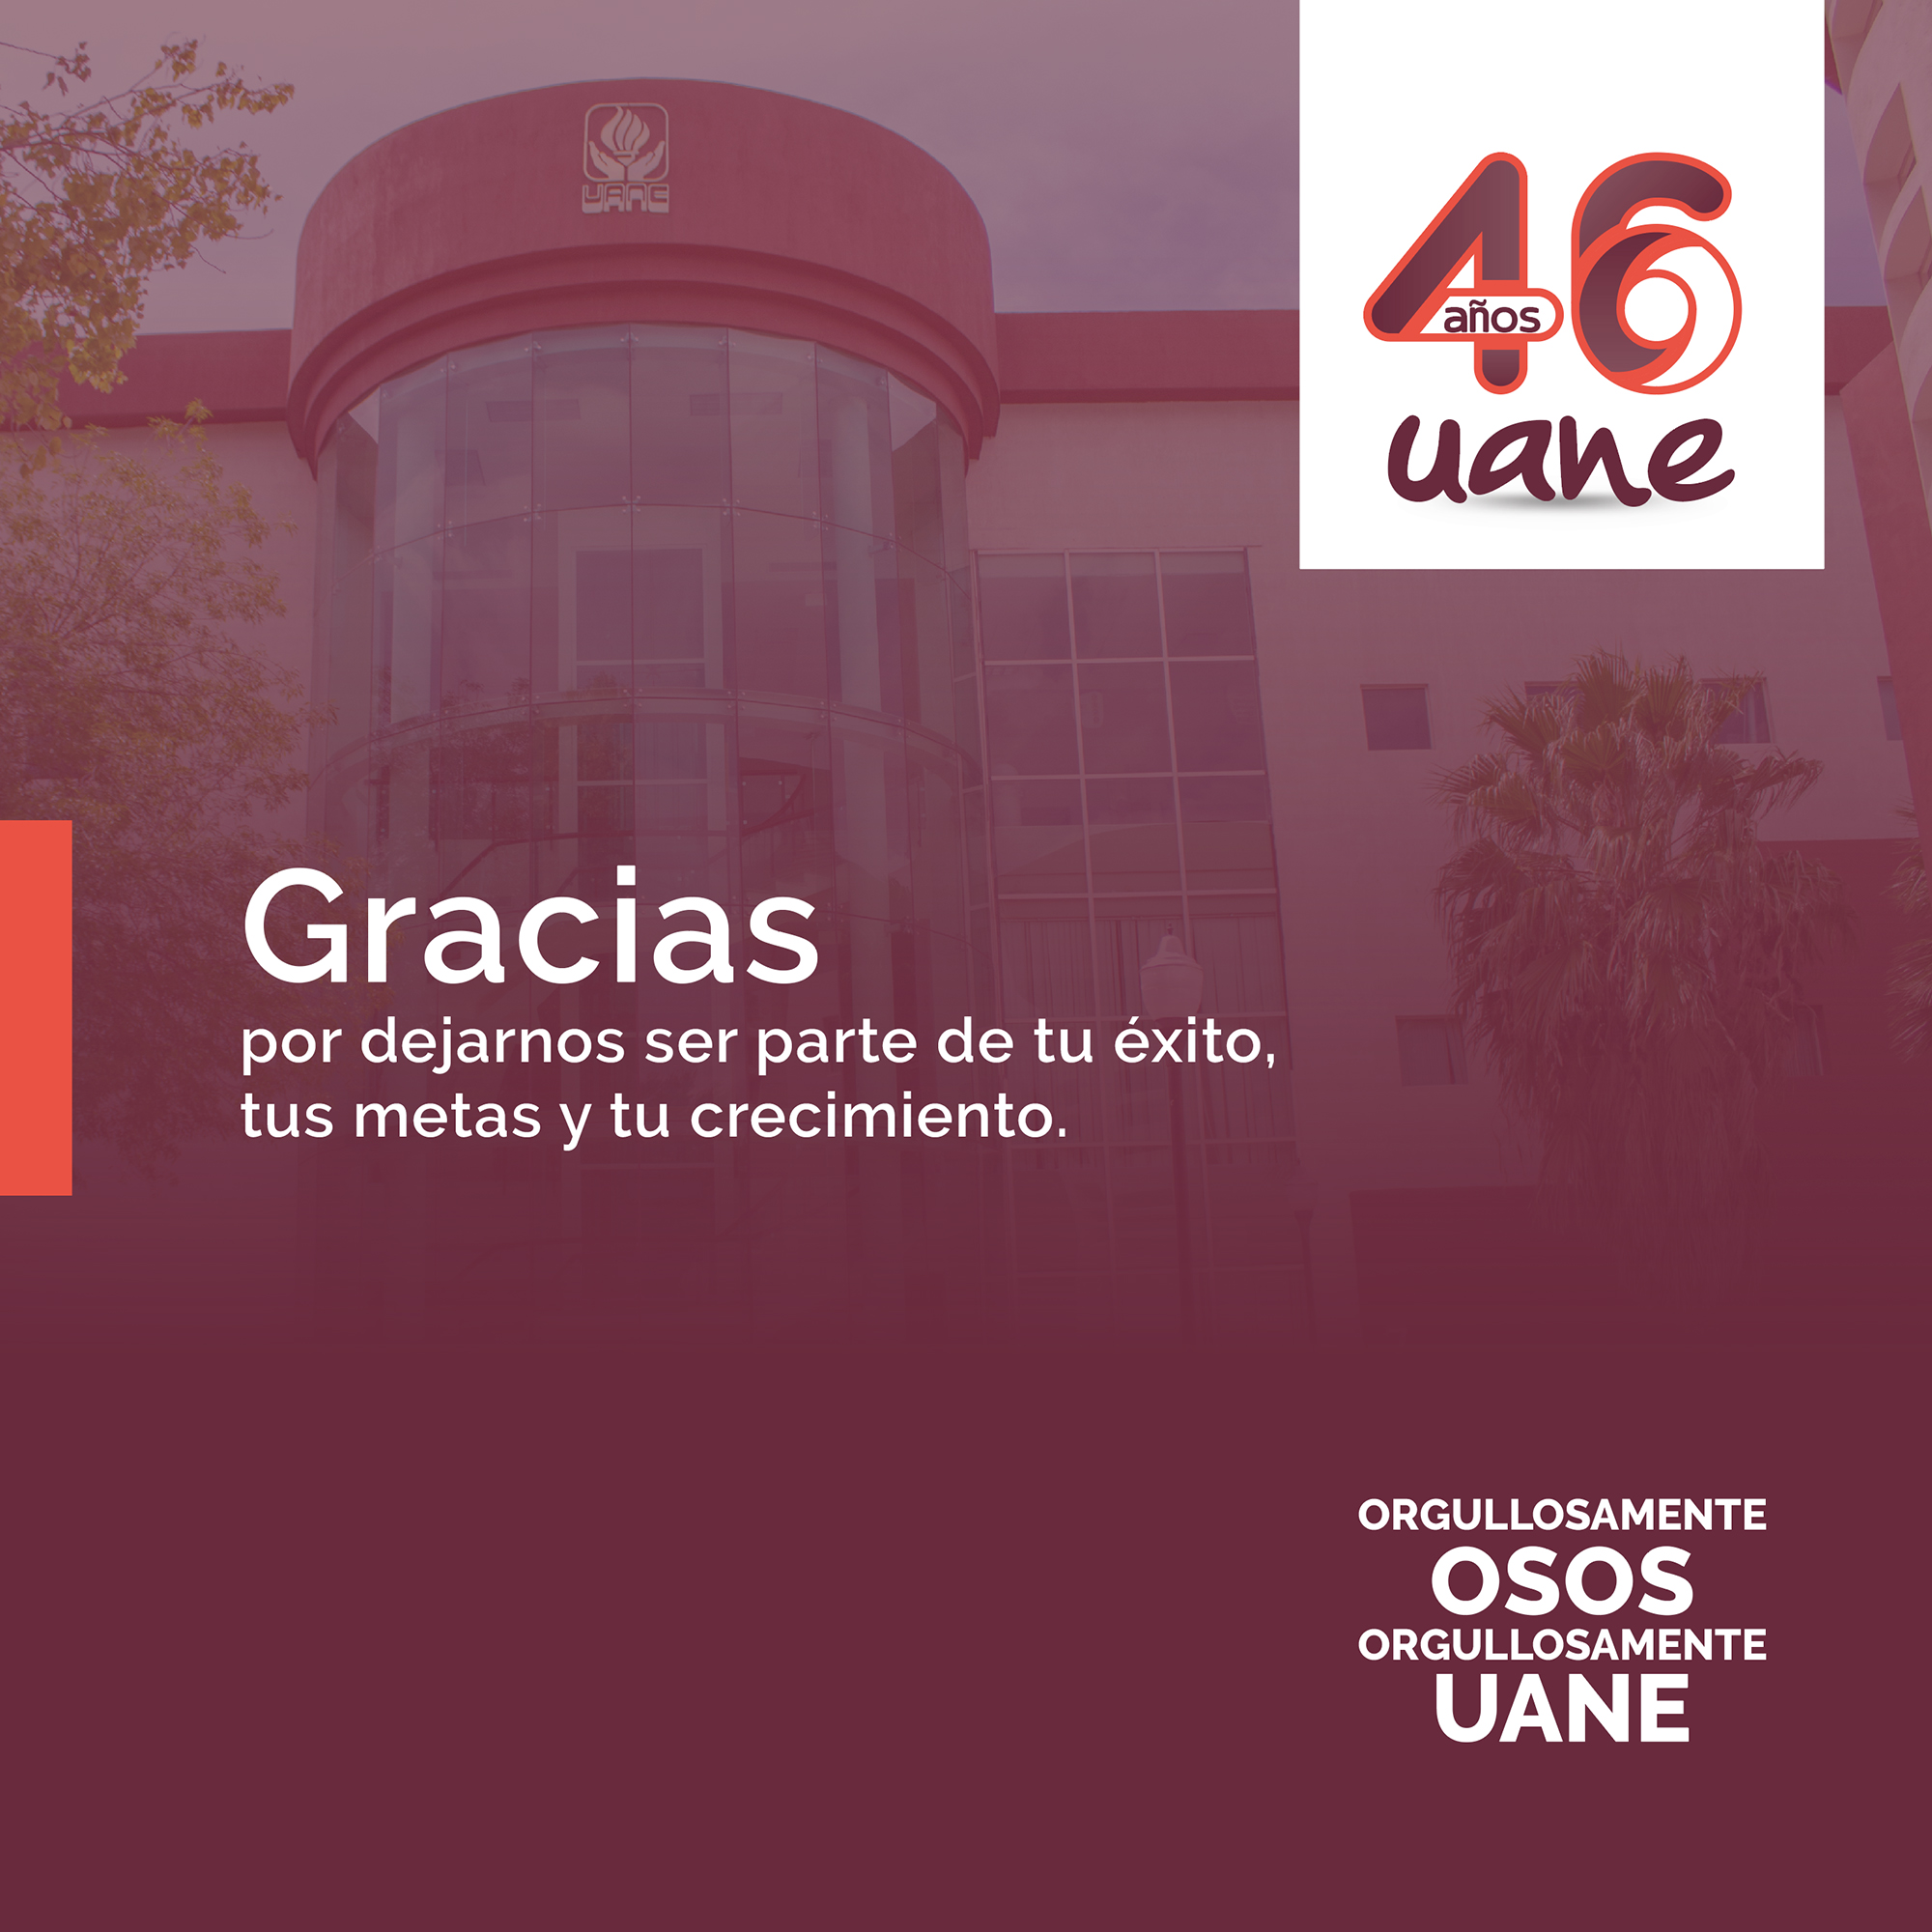 UANE
46
años
uane
Gracias
por dejarnos ser parte de tu éxito,
tus metas y tu crecimiento.
ORGULLOSAMENTE
OSOS
ORGULLOSAMENTE
UANE